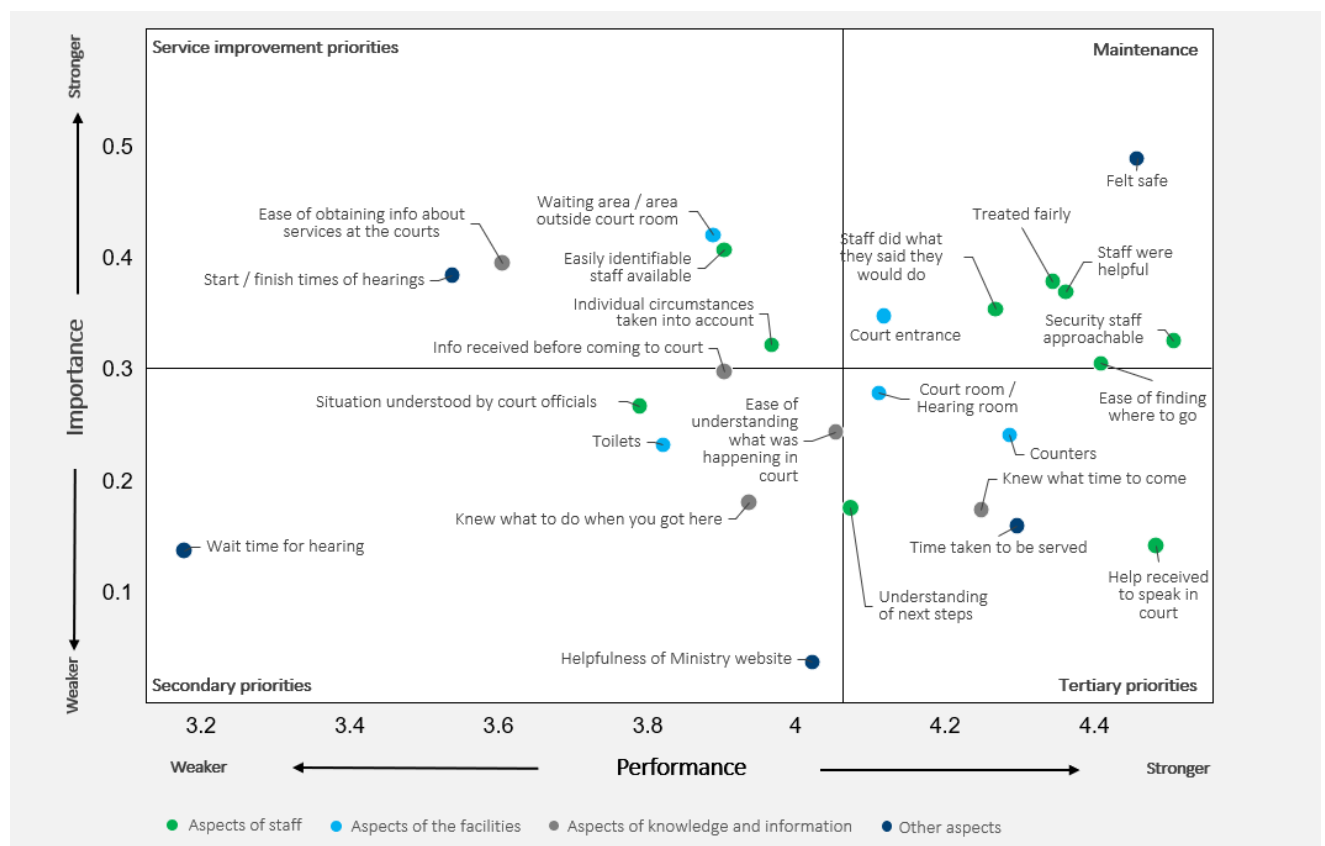 Service improvement priorities
Maintenance
Stronger
0.5
0.4
0.3
0.2
0.1
Importance
Weaker
Felt safe
Treated fairly
Waiting area / area
outside court room
Ease of obtaining info about
services at the courts
Staff did what
they said they
would do
Staff were
helpful
Easily identifiable
staff available
Start / finish times of hearings
Individual circumstances
taken into account
Court entrance
Security staff
approachable
Info received before coming to court
Situation understood by court officials
Court room /
Hearing room
Ease of finding
where to go
Ease of
understanding
what was
happening in
court
Toilets
Counters
Knew what time to come
Knew what to do when you got here
Wait time for hearing
Time taken to be served
Help received
to speak in
court
Understanding
of next steps
Helpfulness of Ministry website
Secondary priorities
Tertiary priorities
3.2
3.4
3.6
3.8
4
4.2
4.4
Weaker
Performance
Stronger
Aspects of staff
Aspects of the facilities
Aspects of knowledge and information
Other aspects